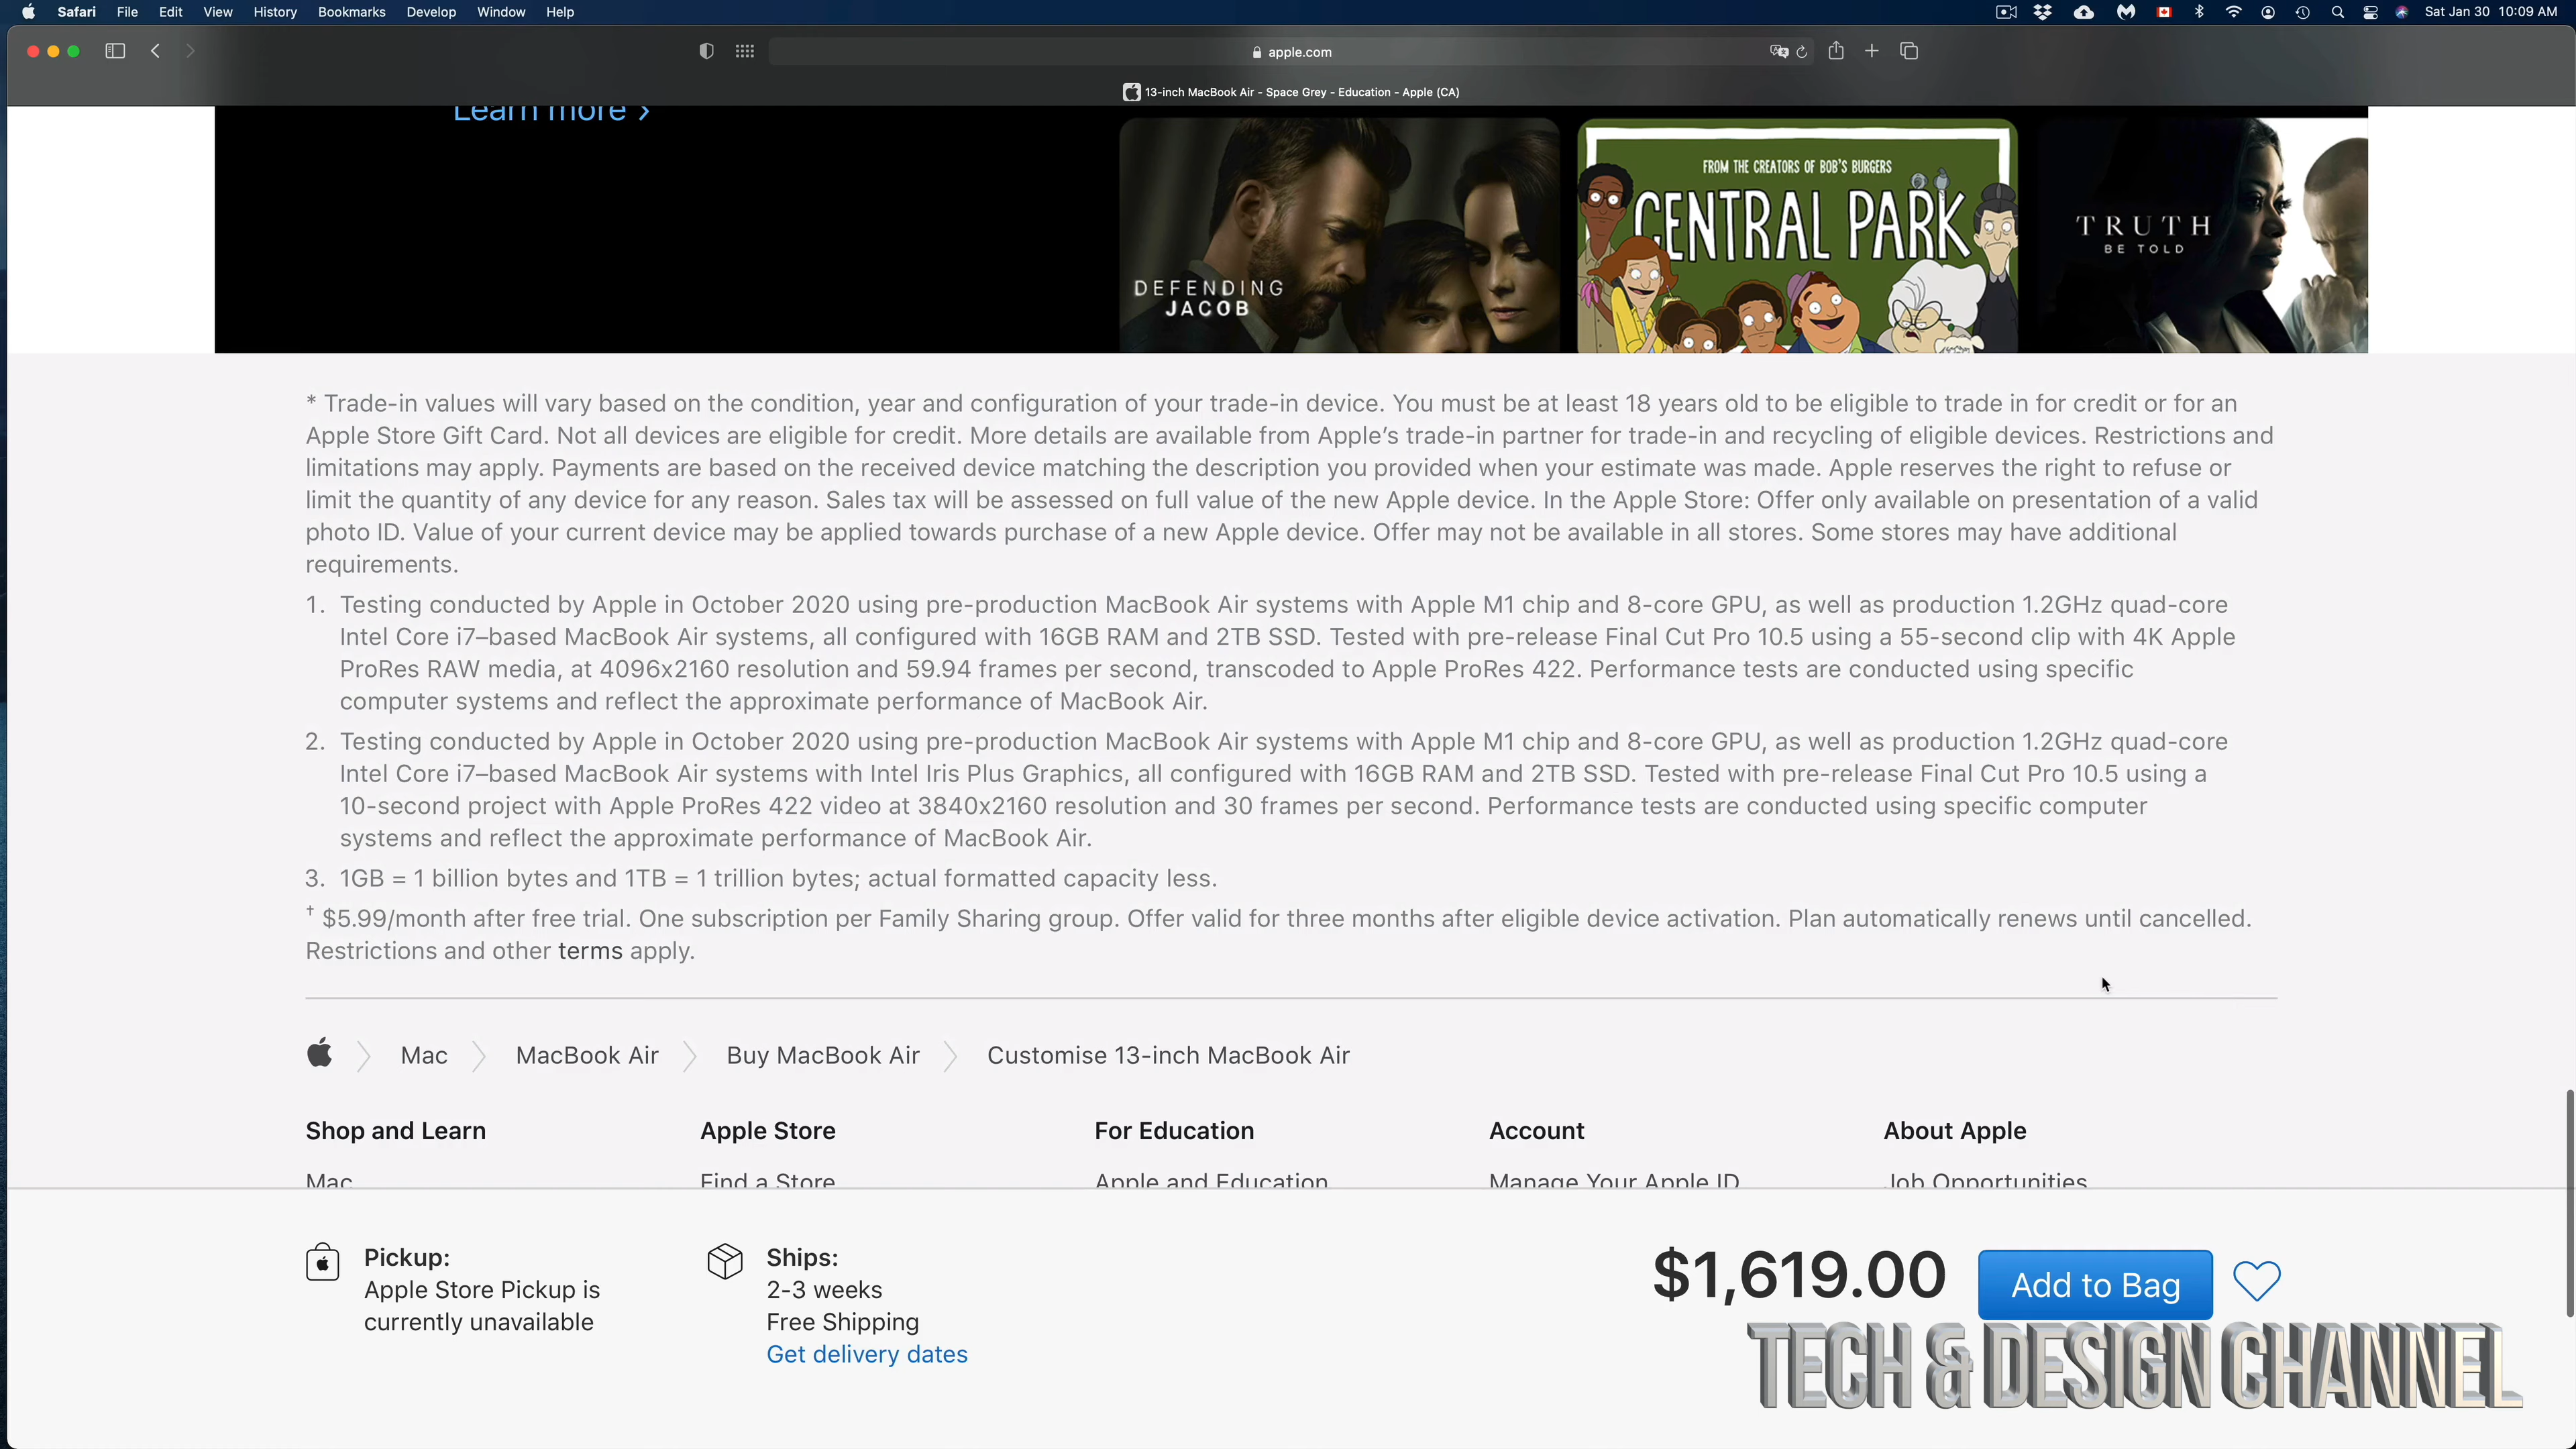 Safari File Edit View History Bookmarks Develop Window Help Sat Jan 30 10:09 AM
apple.com
13-inch MacBook Air - Space Grey - Education - Apple (CA)
Learn more >
DEFENDING
JACOB
FROM THE CREATORS OF BOB'S BURGERS
CENTRAL PARK
TRUTH
BE TOLD
* Trade-in values will vary based on the condition, year and configuration of your trade-in device. You must be at least 18 years old to be eligible to trade in for credit or for an
Apple Store Gift Card. Not all devices are eligible for credit. More details are available from Apple's trade-in partner for trade-in and recycling of eligible devices. Restrictions and
limitations may apply. Payments are based on the received device matching the description you provided when your estimate was made. Apple reserves the right to refuse or
limit the quantity of any device for any reason. Sales tax will be assessed on full value of the new Apple device. In the Apple Store: Offer only available on presentation of a valid
photo ID. Value of your current device may be applied towards purchase of a new Apple device. Offer may not be available in all stores. Some stores may have additional
requirements.
1. Testing conducted by Apple in October 2020 using pre-production MacBook Air systems with Apple M1 chip and 8-core GPU, as well as production 1.2GHz quad-core
Intel Core i7–based MacBook Air systems, all configured with 16GB RAM and 2TB SSD. Tested with pre-release Final Cut Pro 10.5 using a 55-second clip with 4K Apple
ProRes RAW media, at 4096x2160 resolution and 59.94 frames per second, transcoded to Apple ProRes 422. Performance tests are conducted using specific
computer systems and reflect the approximate performance of MacBook Air.
2. Testing conducted by Apple in October 2020 using pre-production MacBook Air systems with Apple M1 chip and 8-core GPU, as well as production 1.2GHz quad-core
Intel Core i7–based MacBook Air systems with Intel Iris Plus Graphics, all configured with 16GB RAM and 2TB SSD. Tested with pre-release Final Cut Pro 10.5 using a
10-second project with Apple ProRes 422 video at 3840x2160 resolution and 30 frames per second. Performance tests are conducted using specific computer
systems and reflect the approximate performance of MacBook Air.
3. 1GB = 1 billion bytes and 1TB = 1 trillion bytes; actual formatted capacity less.
† $5.99/month after free trial. One subscription per Family Sharing group. Offer valid for three months after eligible device activation. Plan automatically renews until cancelled.
Restrictions and other terms apply.
Mac MacBook Air Buy MacBook Air Customise 13-inch MacBook Air
Shop and Learn Apple Store For Education Account About Apple
Mac Find a Store Apple and Education Manage Your Apple ID Job Opportunities
Pickup:
Apple Store Pickup is
currently unavailable
Ships:
2-3 weeks
Free Shipping
Get delivery dates
$1,619.00 Add to Bag
TECH & DESIGN CHANNEL